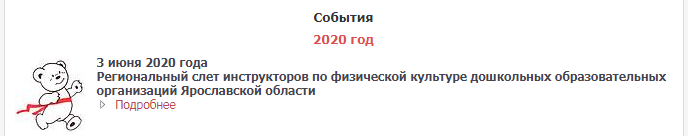 События
2020 год
3 июня 2020 года
Региональный слет инструкторов по физической культуре дошкольных образовательных
организаций Ярославской области
Подробнее